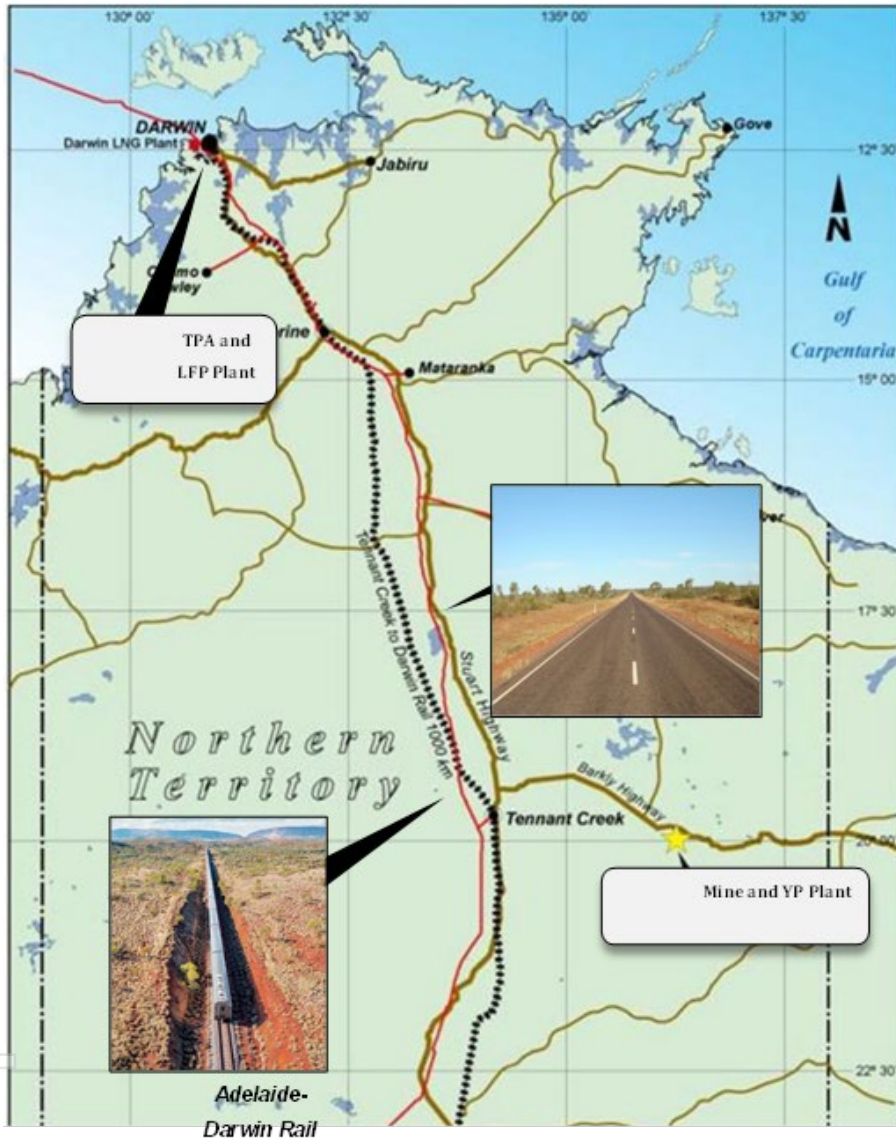 130° 00'
132° 30'
135° 00'
137° 30'
DARWIN
Darwin LNG Plant
Gove
12° 30'
Jabiru
N
Gulf
of
Carpentaria
TPA and
LFP Plant
Mataranka
15° 00'
Tennant Creek to Darwin Rail 1000 km
Stuart Highway
17° 30'
Northern
Territory
Barkly Highway
Tennant Creek
20° 00'
Mine and YP Plant
22° 30'
Adelaide-
Darwin Rail